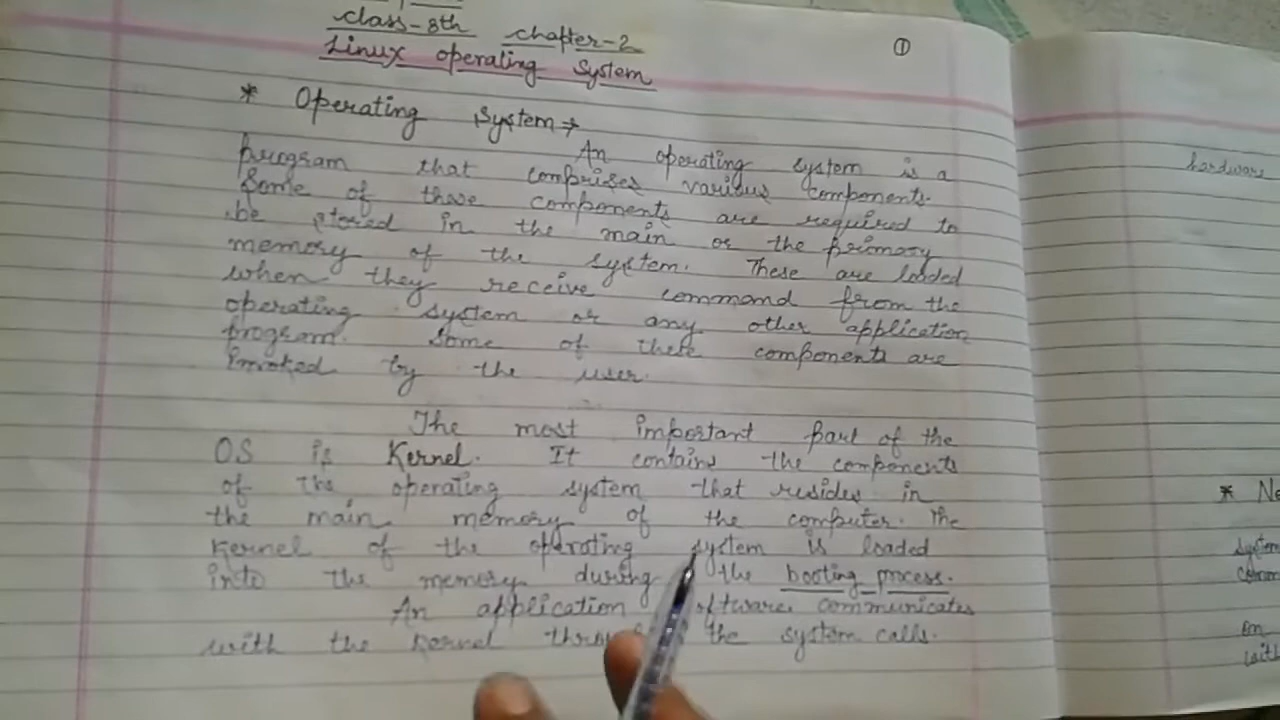 class-8th chapter-2
Linux operating System
①
* Operating System→
An operating system is a
program that comprises various components.
Some of these components are required to
be stored in the main or the primary
memory of the system. These are loaded
when they receive command from the
operating system or any other application
program. Some of these components are
invoked by the user.
The most important part of the
OS is Kernel. It contains the components
of the operating system that resides in
the main memory of the computer. The
Kernel of the operating system is loaded
into the memory during the booting process.
An application software communicates
with the Kernel through the system calls.
hardware
* Ne
system
comm
on
with